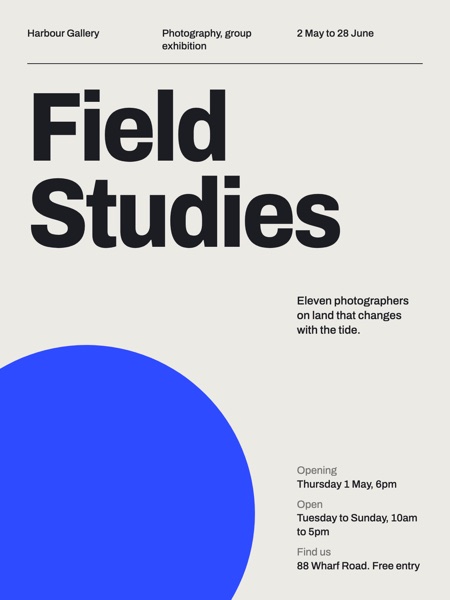 Harbour Gallery
Photography, group
exhibition
2 May to 28 June
Field
Studies
Eleven photographers
on land that changes
with the tide.
Opening
Thursday 1 May, 6pm
Open
Tuesday to Sunday, 10am
to 5pm
Find us
88 Wharf Road. Free entry